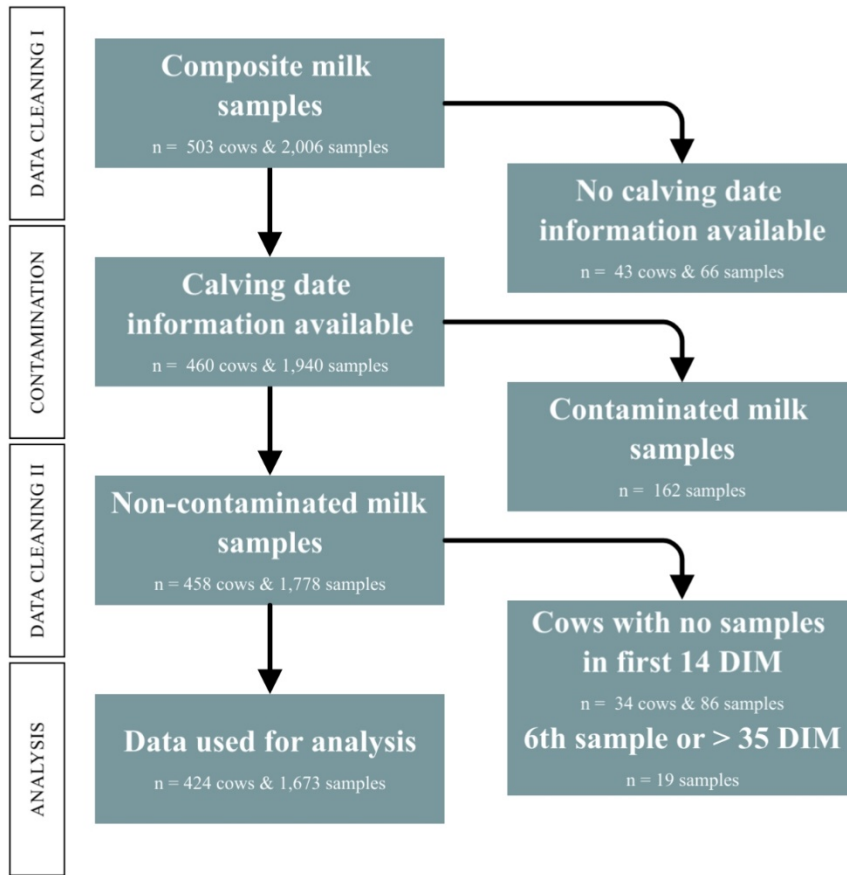 DATA CLEANING I
Composite milk
samples
n = 503 cows & 2,006 samples
No calving date
information available
n = 43 cows & 66 samples
CONTAMINATION
Calving date
information available
n = 460 cows & 1,940 samples
Contaminated milk
samples
n = 162 samples
DATA CLEANING II
Non-contaminated milk
samples
n = 458 cows & 1,778 samples
Cows with no samples
in first 14 DIM
n = 34 cows & 86 samples
6th sample or > 35 DIM
n = 19 samples
ANALYSIS
Data used for analysis
n = 424 cows & 1,673 samples